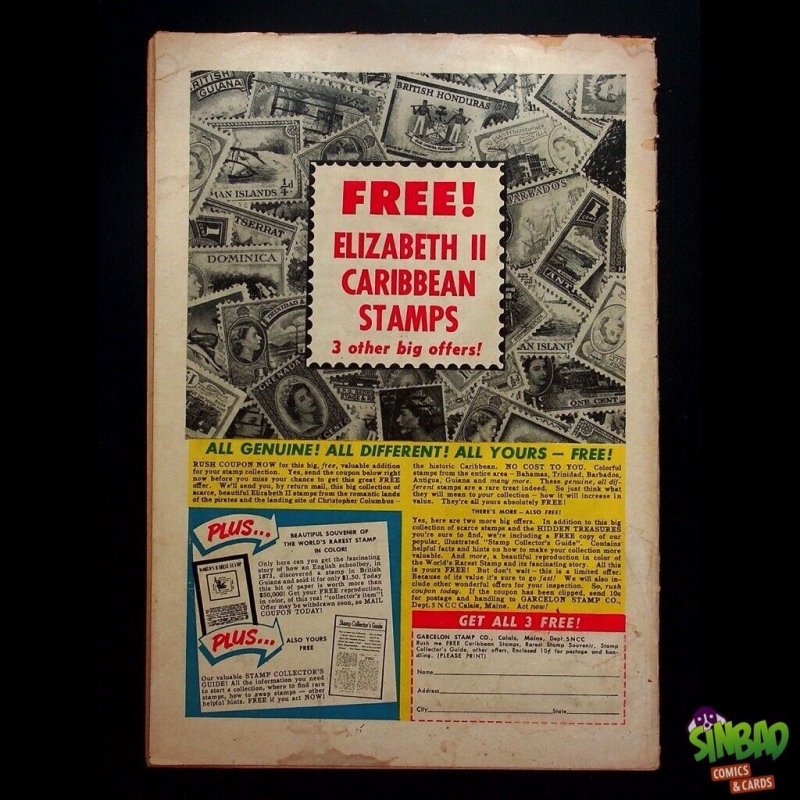 BRITISH
GUIANA
BAHAMAS
BRITISH HONDURAS
MAN ISLANDS
BARBADOS
TSERRAT
DOMINICA
ANT
TRINIDAD &
GRENADA
AN ISLAND
ONE CENT
FREE!
ELIZABETH II
CARIBBEAN
STAMPS
3 other big offers!
ALL GENUINE! ALL DIFFERENT! ALL YOURS — FREE!
RUSH COUPON NOW for this big, free, valuable addition
for your stamp collection. Yes, send the coupon below right
now before you miss your chance to get this great FREE
offer. We'll send you, by return mail, this big collection of
scarce, beautiful Elizabeth II stamps from the romantic lands
of the pirates and the landing site of Christopher Columbus—
the historic Caribbean. NO COST TO YOU. Colorful
stamps from the entire area — Bahamas, Trinidad, Barbados,
Antigua, Guiana and many more. These genuine, all dif-
ferent stamps are a rare treat indeed. So just think what
they will mean to your collection — how it will increase in
value. They're all yours absolutely FREE!
THERE'S MORE—ALSO FREE!
Yes, here are two more big offers. In addition to this big
collection of scarce stamps and the HIDDEN TREASURES
you're sure to find, we're including a FREE copy of our
popular, illustrated "Stamp Collector's Guide". Contains
helpful facts and hints on how to make your collection more
valuable. And more, a beautiful reproduction in color of
the World's Rarest Stamp and its fascinating story. All this
is yours FREE! But don't wait - this is a limited offer.
Because of its value it's sure to go fast! We will also in-
clude other wonderful offers for your inspection. So, rush
coupon today. If the coupon has been clipped, send 10c
for postage and handling to GARCELON STAMP CO.,
Dept. SNCC Calais, Maine. Act now!
PLUS...
BEAUTIFUL SOUVENIR OF
THE WORLD'S RAREST STAMP
IN COLOR!
WORLD'S RAREST STAMP
Only here can you get the fascinating
story of how an English schoolboy, in
1873, discovered a stamp in British
Guiana and sold it for only $1.50. Today
this bit of paper is worth more than
$50,000! Get your FREE reproduction,
in color, of this real "collector's item"!
Offer may be withdrawn soon, so MAIL
COUPON TODAY!
PLUS...
ALSO YOURS
FREE
Stamp Collector's Guide
Our valuable STAMP COLLECTOR'S
GUIDE! All the information you need
to start a collection, where to find rare
stamps, how to swap stamps — other
helpful hints. FREE if you act NOW!
GET ALL 3 FREE!
GARCELON STAMP CO., Calais, Maine, Dept. SNCC
Rush me FREE Caribbean Stamps, Rarest Stamp Souvenir, Stamp
Collector's Guide, other offers, Enclosed 10¢ for postage and han-
dling. (PLEASE PRINT)
Name
Address
City State
SINBAD
COMICS
& CARDS